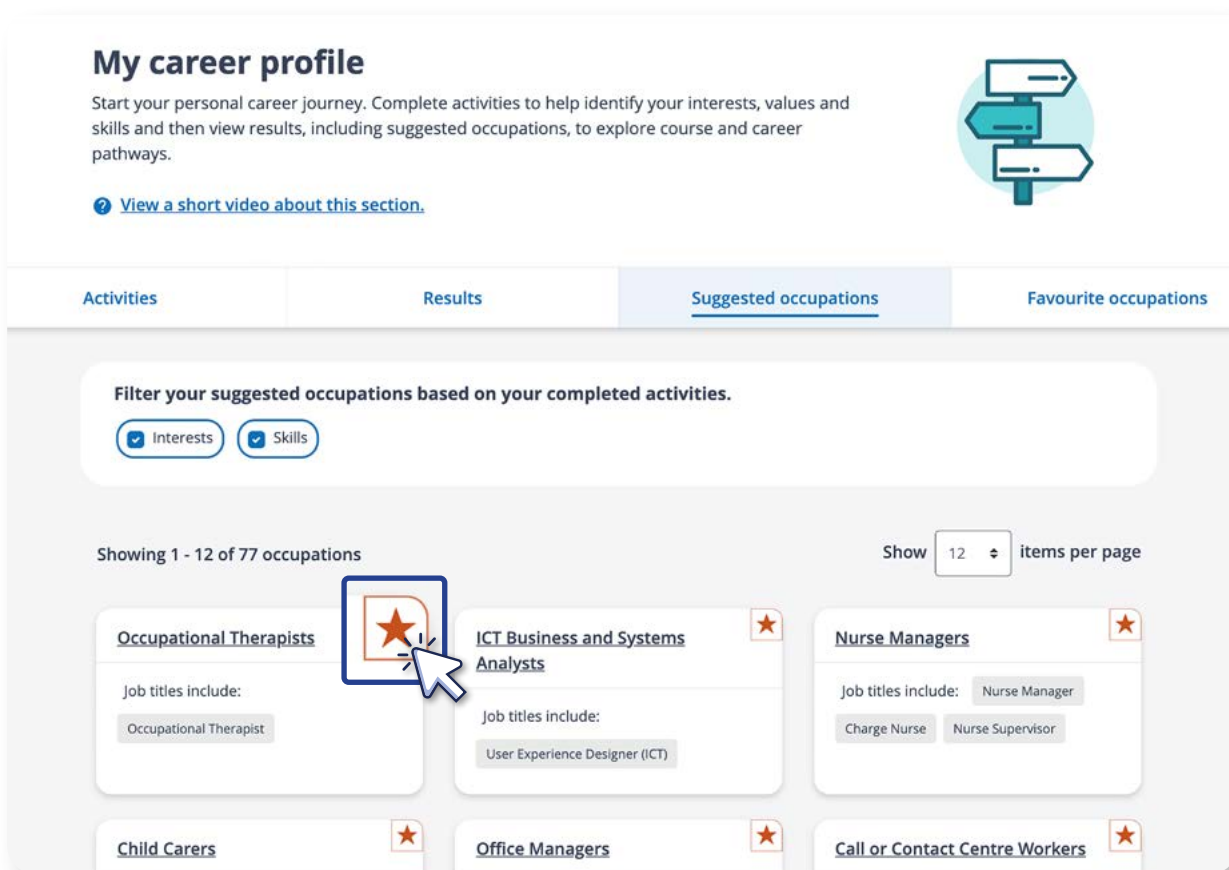 My career profile
Start your personal career journey. Complete activities to help identify your interests, values and
skills and then view results, including suggested occupations, to explore course and career
pathways.
View a short video about this section.
Activities
Results
Suggested occupations
Favourite occupations
Filter your suggested occupations based on your completed activities.
Interests
Skills
Showing 1 - 12 of 77 occupations
Show 12 items per page
Occupational Therapists
Job titles include:
Occupational Therapist
ICT Business and Systems
Analysts
Job titles include:
User Experience Designer (ICT)
Nurse Managers
Job titles include: Nurse Manager
Charge Nurse Nurse Supervisor
Child Carers
Office Managers
Call or Contact Centre Workers